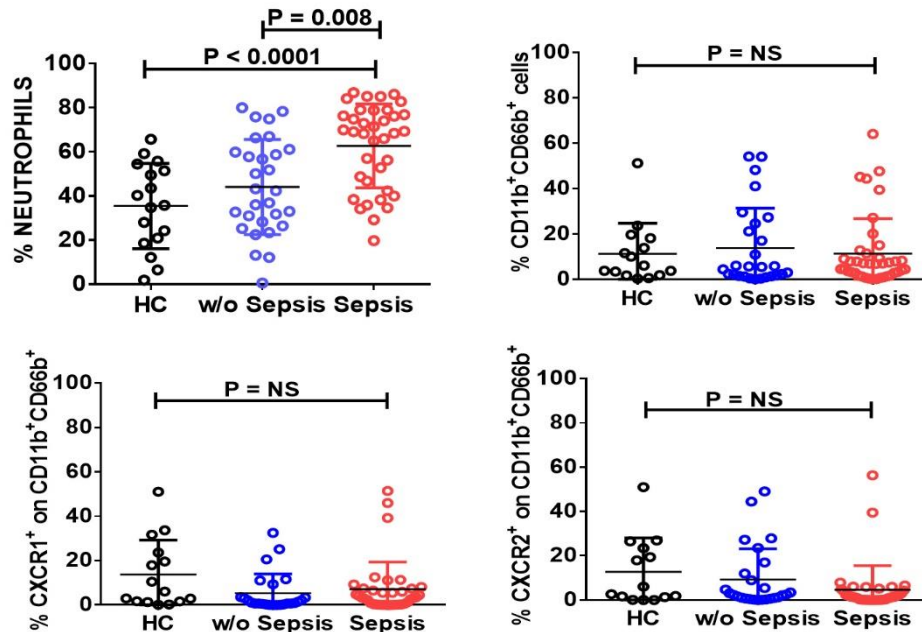 P = 0.008
P < 0.0001
% NEUTROPHILS
100
80
60
40
20
0
HC w/o Sepsis Sepsis
P = NS
% CD11b⁺CD66b⁺ cells
100
80
60
40
20
0
HC w/o Sepsis Sepsis
P = NS
% CXCR1⁺ on CD11b⁺CD66b⁺
100
80
60
40
20
0
HC w/o Sepsis Sepsis
P = NS
% CXCR2⁺ on CD11b⁺CD66b⁺
100
80
60
40
20
0
HC w/o Sepsis Sepsis